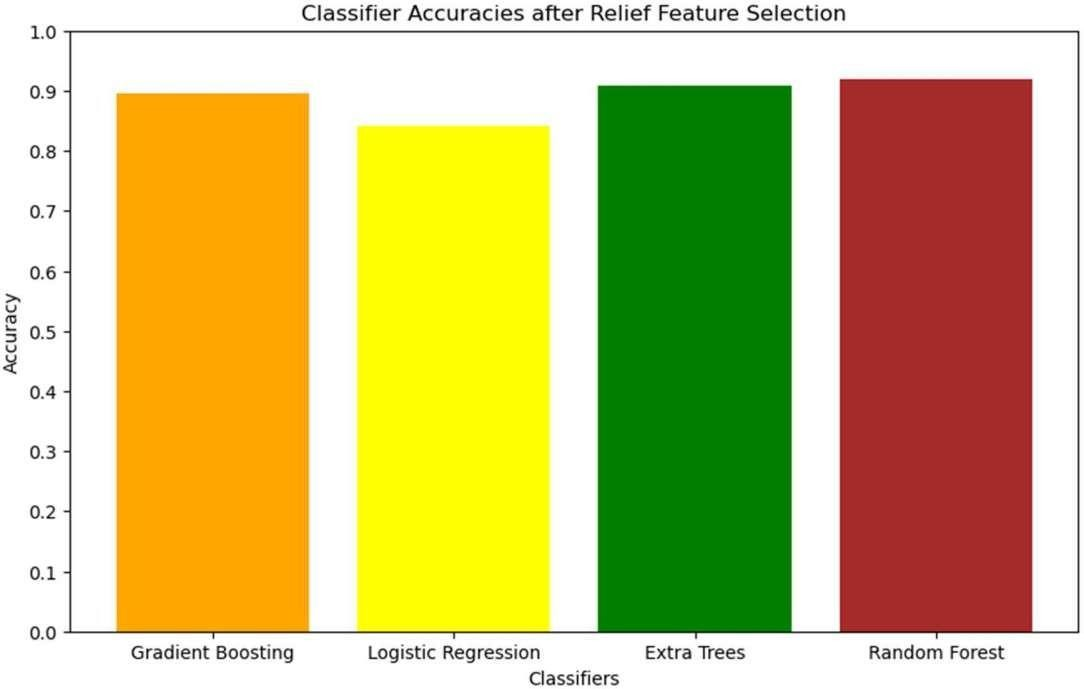 Classifier Accuracies after Relief Feature Selection
1.0
0.9
0.8
0.7
0.6
0.5
0.4
0.3
0.2
0.1
0.0
Accuracy
Gradient Boosting
Logistic Regression
Extra Trees
Random Forest
Classifiers